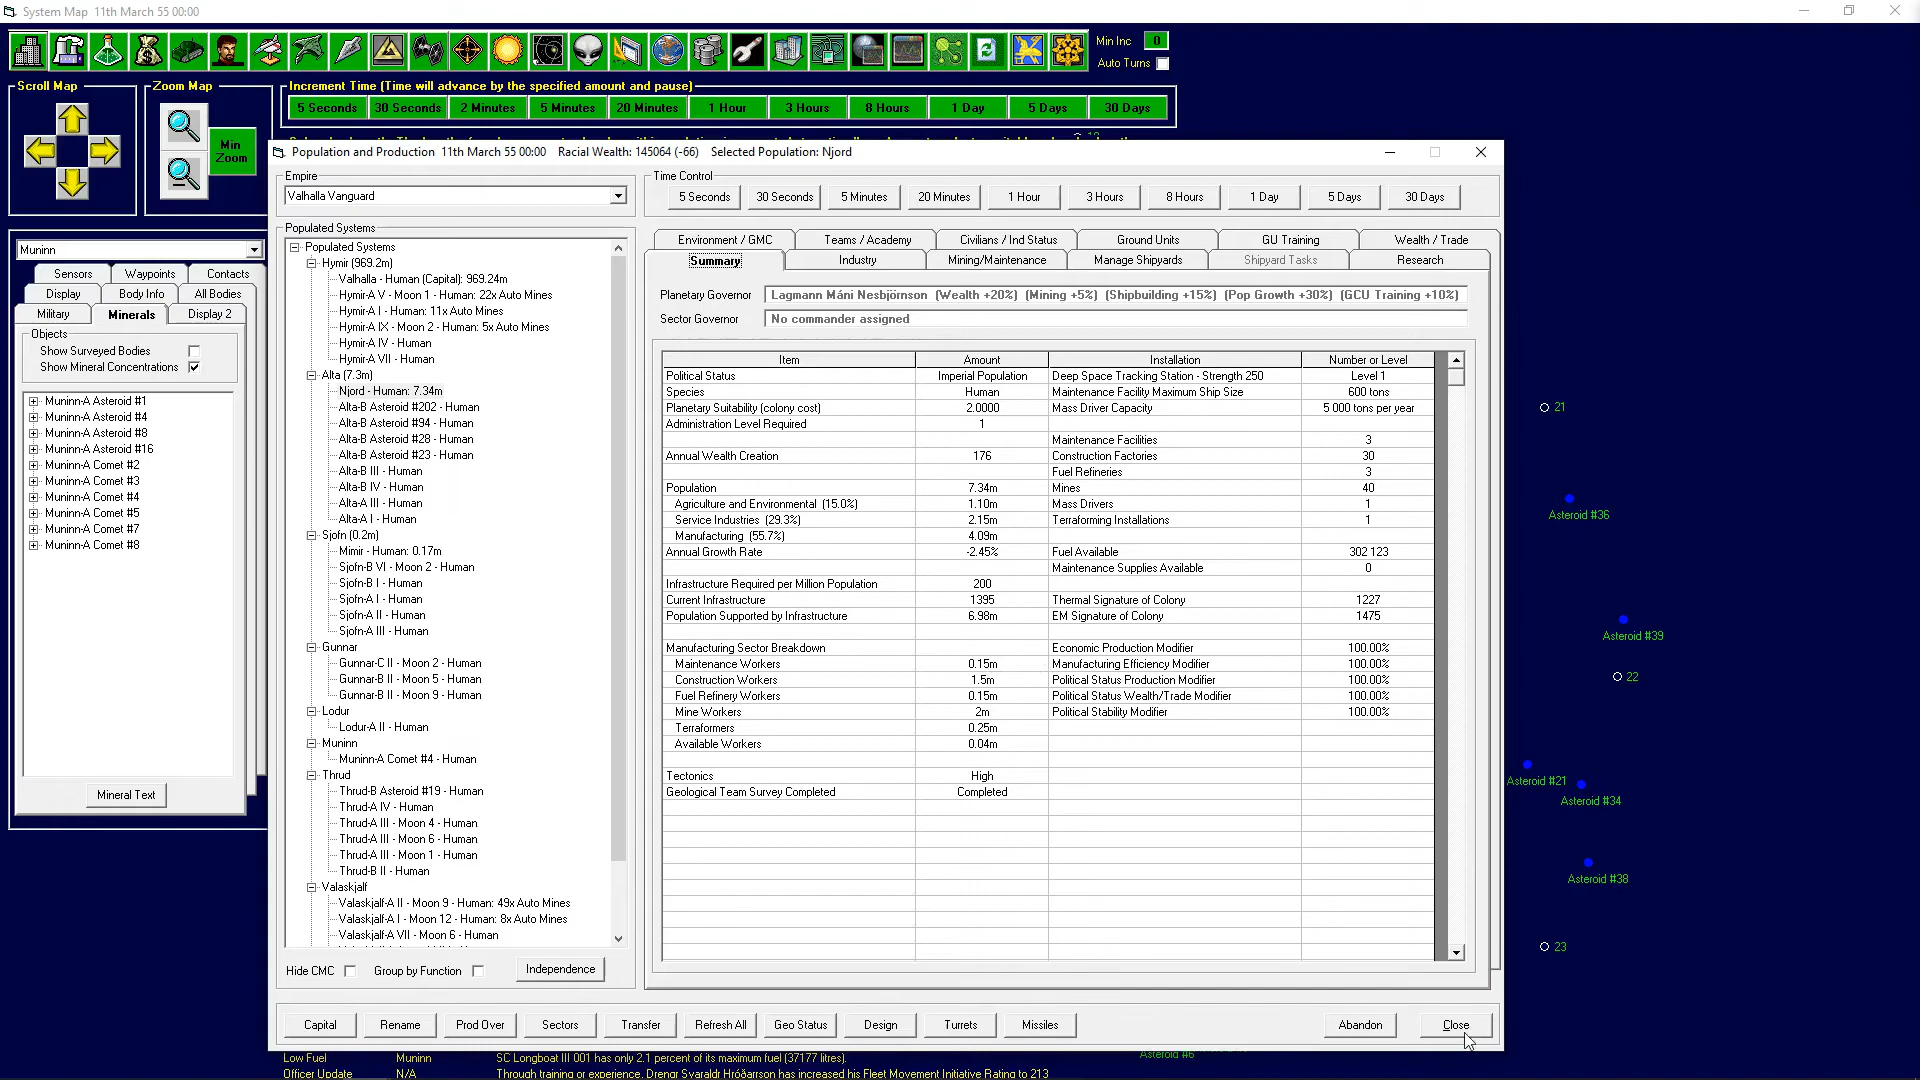 System Map  11th March 55 00:00
Min Inc 0
Auto Turns
Scroll Map
Zoom Map
Min Zoom
Increment Time (Time will advance by the specified amount and pause)
5 Seconds 30 Seconds 2 Minutes 5 Minutes 20 Minutes 1 Hour 3 Hours 8 Hours 1 Day 5 Days 30 Days
Muninn
Sensors Waypoints Contacts
Display Body Info All Bodies
Military Minerals Display 2
Objects
Show Surveyed Bodies
Show Mineral Concentrations
Muninn-A Asteroid #1
Muninn-A Asteroid #4
Muninn-A Asteroid #8
Muninn-A Asteroid #16
Muninn-A Comet #2
Muninn-A Comet #3
Muninn-A Comet #4
Muninn-A Comet #5
Muninn-A Comet #7
Muninn-A Comet #8
Mineral Text
Population and Production  11th March 55 00:00  Racial Wealth: 145064 (-66)  Selected Population: Njord
Empire
Valhalla Vanguard
Populated Systems
Populated Systems
Hymir (969.2m)
Valhalla - Human (Capital): 969.24m
Hymir-A V - Moon 1 - Human: 22x Auto Mines
Hymir-A I - Human: 11x Auto Mines
Hymir-A IX - Moon 2 - Human: 5x Auto Mines
Hymir-A IV - Human
Hymir-A VII - Human
Alta (7.3m)
Njord - Human: 7.34m
Alta-B Asteroid #202 - Human
Alta-B Asteroid #94 - Human
Alta-B Asteroid #28 - Human
Alta-B Asteroid #23 - Human
Alta-B III - Human
Alta-B IV - Human
Alta-A III - Human
Alta-A I - Human
Sjofn (0.2m)
Mimir - Human: 0.17m
Sjofn-B VI - Moon 2 - Human
Sjofn-B I - Human
Sjofn-A I - Human
Sjofn-A II - Human
Sjofn-A III - Human
Gunnar
Gunnar-C II - Moon 2 - Human
Gunnar-B II - Moon 5 - Human
Gunnar-B II - Moon 9 - Human
Lodur
Lodur-A II - Human
Muninn
Muninn-A Comet #4 - Human
Thrud
Thrud-B Asteroid #19 - Human
Thrud-A IV - Human
Thrud-A III - Moon 4 - Human
Thrud-A III - Moon 6 - Human
Thrud-A III - Moon 1 - Human
Thrud-B II - Human
Valaskjalf
Valaskjalf-A II - Moon 9 - Human: 49x Auto Mines
Valaskjalf-A I - Moon 12 - Human: 8x Auto Mines
Valaskjalf-A VII - Moon 6 - Human
Hide CMC Group by Function Independence
Time Control
5 Seconds 30 Seconds 5 Minutes 20 Minutes 1 Hour 3 Hours 8 Hours 1 Day 5 Days 30 Days
Environment / GMC Teams / Academy Civilians / Ind Status Ground Units GU Training Wealth / Trade
Summary Industry Mining/Maintenance Manage Shipyards Shipyard Tasks Research
Planetary Governor Lagmann Máni Nesbjörnson (Wealth +20%) (Mining +5%) (Shipbuilding +15%) (Pop Growth +30%) (GCU Training +10%)
Sector Governor No commander assigned
Item Amount Installation Number or Level
Political Status Imperial Population Deep Space Tracking Station - Strength 250 Level 1
Species Human Maintenance Facility Maximum Ship Size 600 tons
Planetary Suitability (colony cost) 2.0000 Mass Driver Capacity 5 000 tons per year
Administration Level Required 1
Maintenance Facilities 3
Annual Wealth Creation 176 Construction Factories 30
Fuel Refineries 3
Population 7.34m Mines 40
Agriculture and Environmental (15.0%) 1.10m Mass Drivers 1
Service Industries (29.3%) 2.15m Terraforming Installations 1
Manufacturing (55.7%) 4.09m
Annual Growth Rate -2.45% Fuel Available 302 123
Maintenance Supplies Available 0
Infrastructure Required per Million Population 200
Current Infrastructure 1395 Thermal Signature of Colony 1227
Population Supported by Infrastructure 6.98m EM Signature of Colony 1475
Manufacturing Sector Breakdown Economic Production Modifier 100.00%
Maintenance Workers 0.15m Manufacturing Efficiency Modifier 100.00%
Construction Workers 1.5m Political Status Production Modifier 100.00%
Fuel Refinery Workers 0.15m Political Status Wealth/Trade Modifier 100.00%
Mine Workers 2m Political Stability Modifier 100.00%
Terraformers 0.25m
Available Workers 0.04m
Tectonics High
Geological Team Survey Completed Completed
Capital Rename Prod Over Sectors Transfer Refresh All Geo Status Design Turrets Missiles Abandon Close
21
Asteroid #36
Asteroid #39
22
Asteroid #21
Asteroid #34
Asteroid #38
23
Low Fuel Muninn SC Longboat III 001 has only 2.1 percent of its maximum fuel (37177 litres).
Asteroid #6
Officer Update N/A Through training or experience, Drengr Svaraldr Hróðarrson has increased his Fleet Movement Initiative Rating to 213